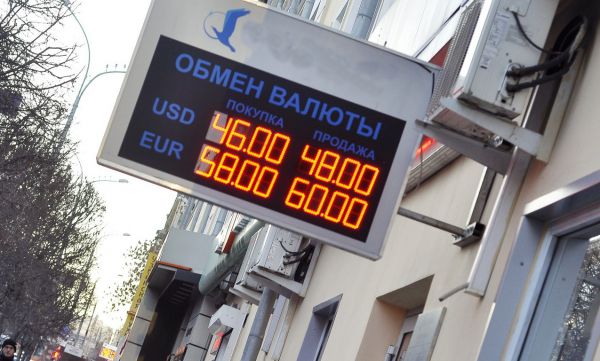 ОБМЕН ВАЛЮТЫ
ПОКУПКА ПРОДАЖА
USD 46.00 48.00
EUR 58.00 60.00